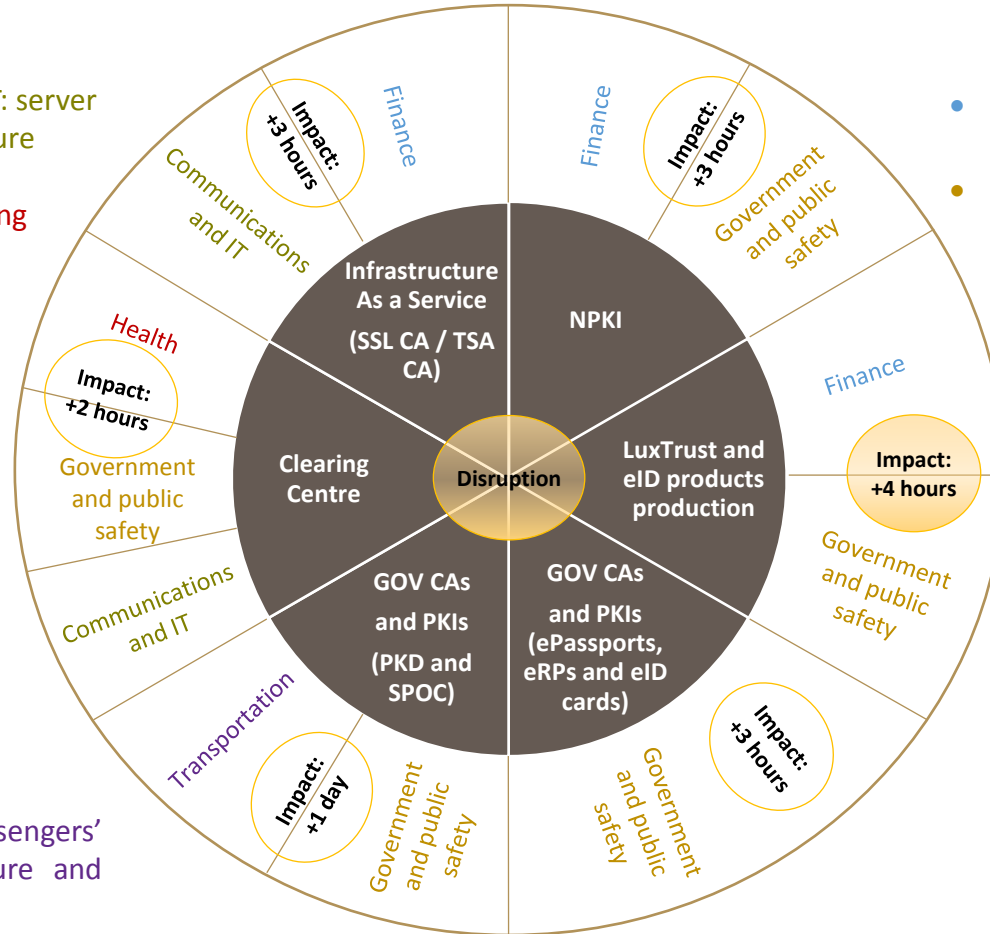 : server
ure
ng
Impact:
+3 hours
Finance
Communications
and IT
Finance
Impact:
+3 hours
Government
and public
safety
Infrastructure
As a Service
(SSL CA / TSA
CA)
NPKI
Health
Impact:
+2 hours
Government
and public
safety
Finance
Impact:
+4 hours
Clearing
Centre
Disruption
LuxTrust and
eID products
production
Government
and public
safety
Communications
and IT
GOV CAs
and PKIs
(PKD and
SPOC)
GOV CAs
and PKIs
(ePassports,
eRPs and eID
cards)
Transportation
Impact:
+1 day
Government
and public
safety
Government
and public
safety
Impact:
+3 hours
sengers’
ure and